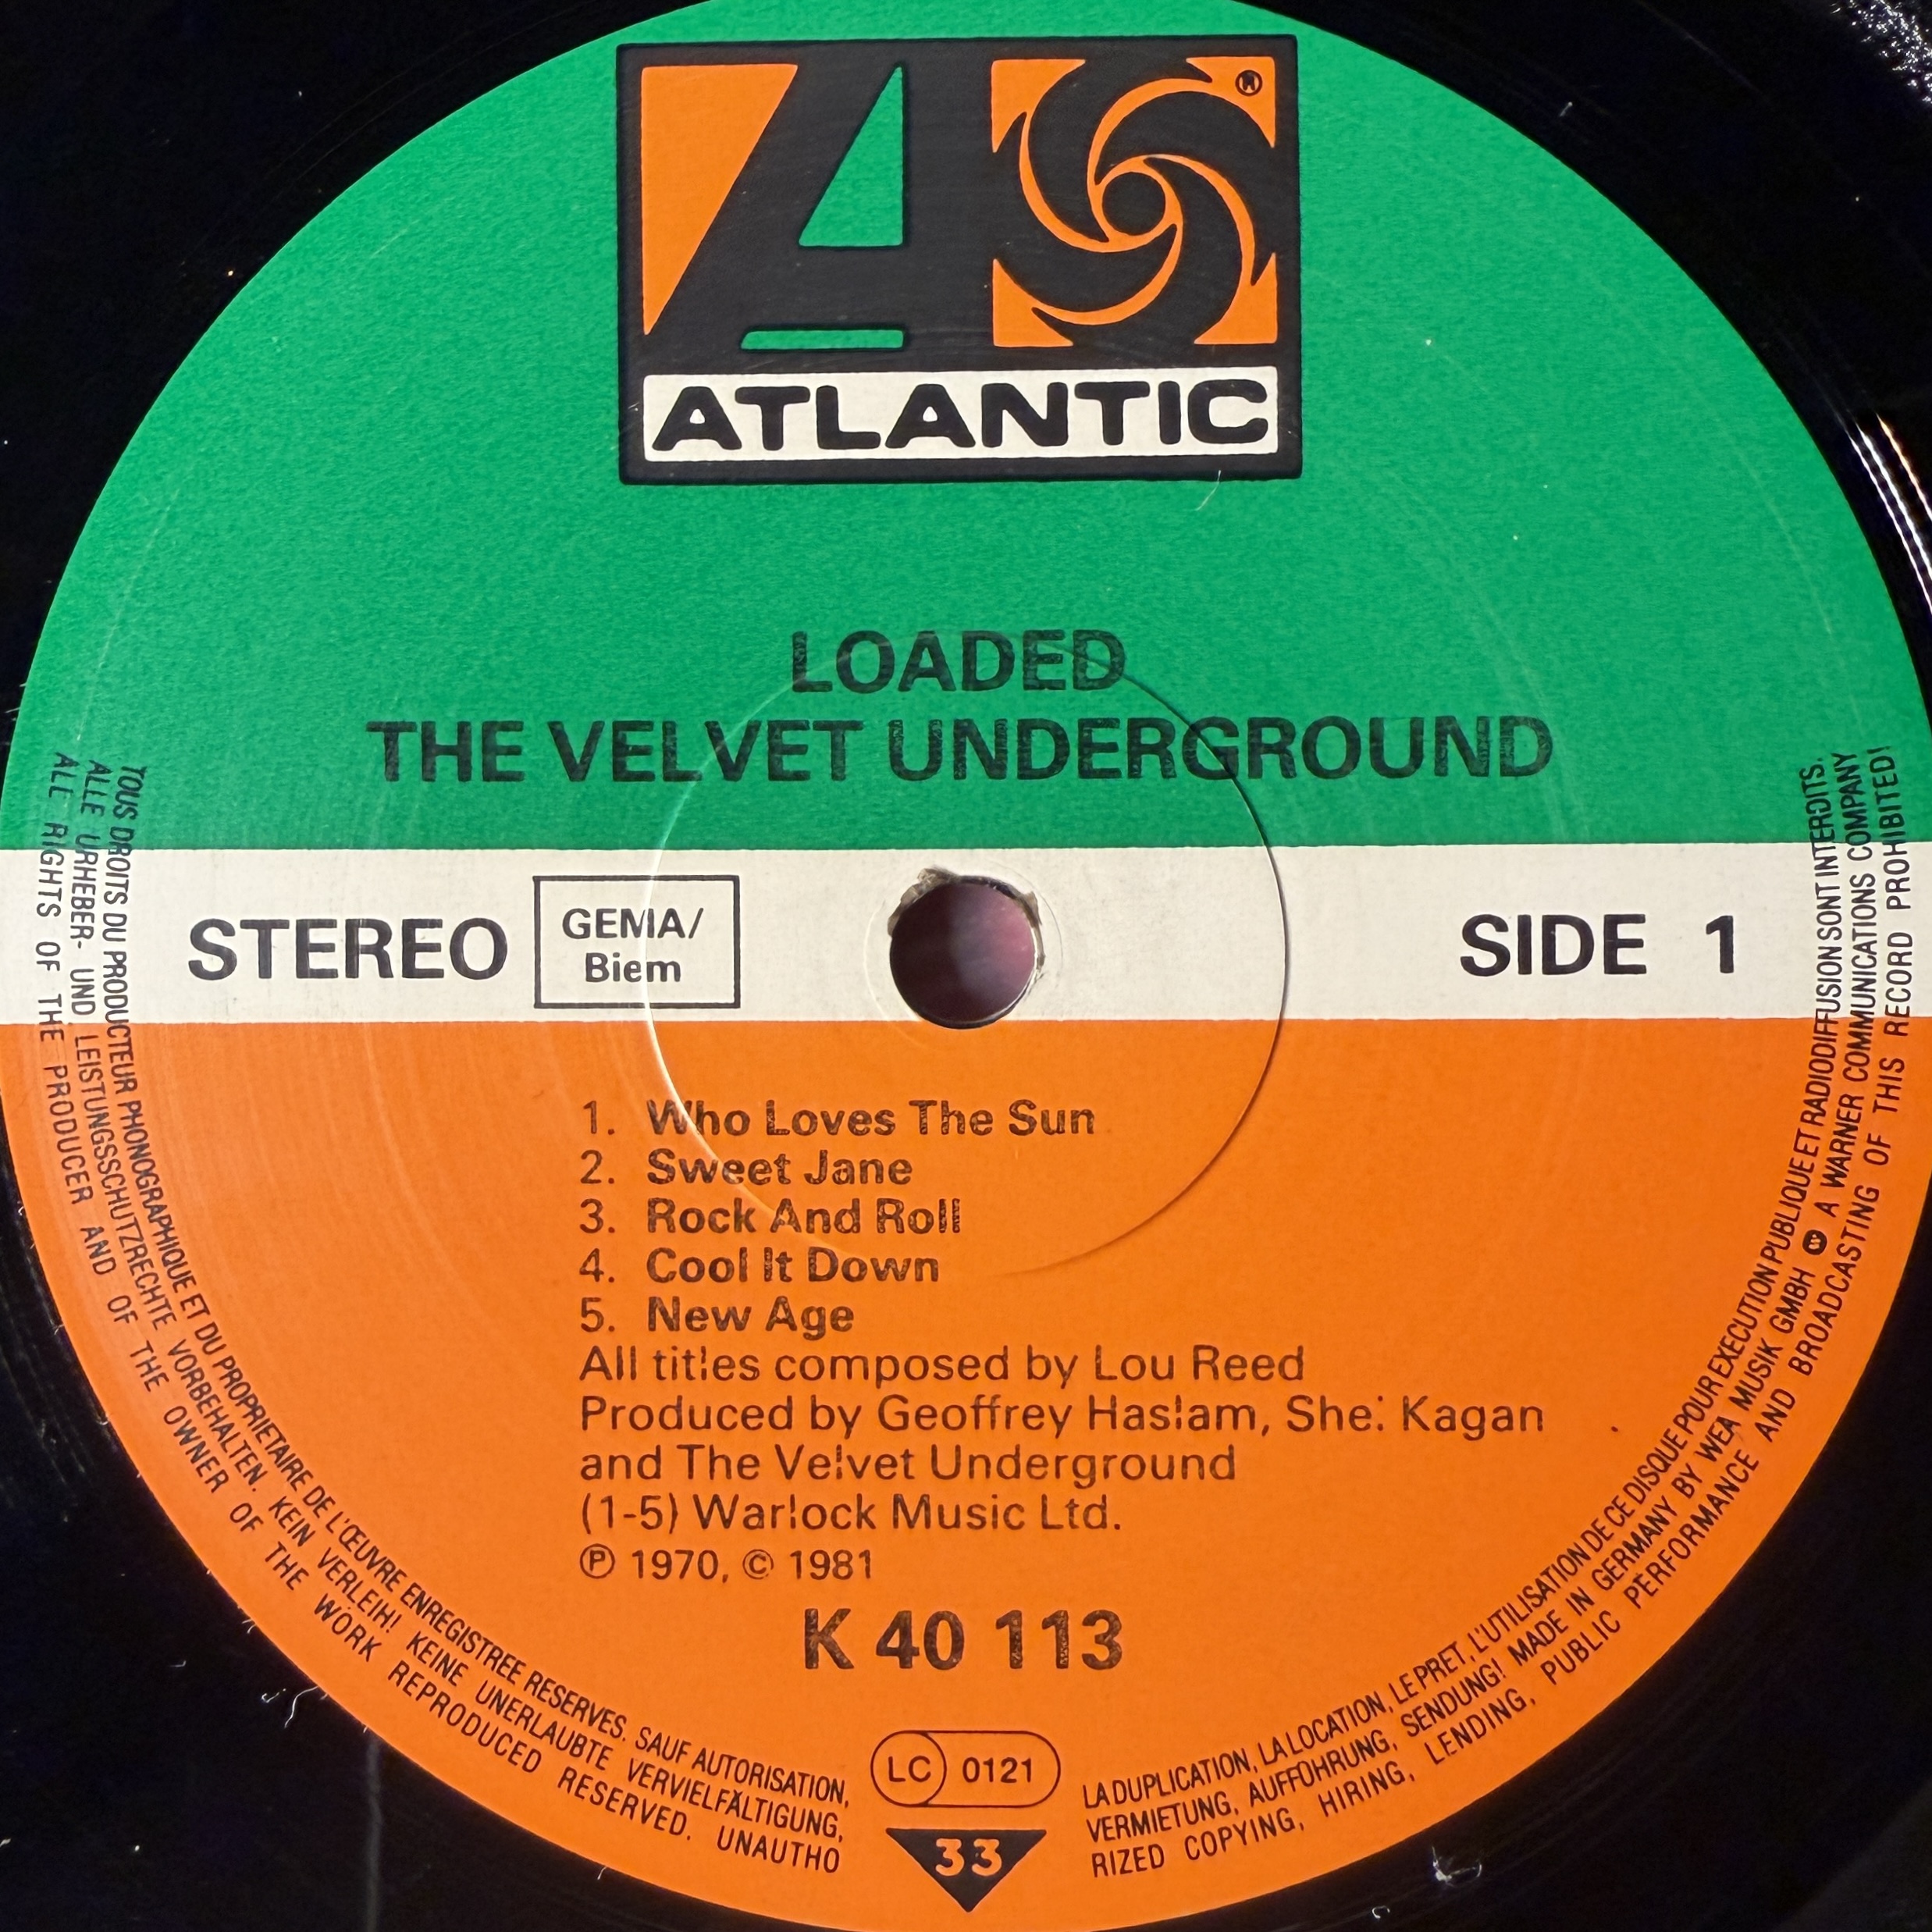 ATLANTIC
LOADED
THE VELVET UNDERGROUND
STEREO
GEMA/
Biem
SIDE 1
1. Who Loves The Sun
2. Sweet Jane
3. Rock And Roll
4. Cool It Down
5. New Age
All titles composed by Lou Reed
Produced by Geoffrey Haslam, Shel Kagan
and The Velvet Underground
(1-5) Warlock Music Ltd.
℗ 1970, © 1981
K 40 113
LC 0121
33
TOUS DROITS DU PRODUCTEUR PHONOGRAPHIQUE ET DU PROPRIETAIRE DE L'ŒUVRE ENREGISTREE RESERVES. SAUF AUTORISATION, LA DUPLICATION, LA LOCATION, LE PRET, L'UTILISATION DE CE DISQUE POUR EXECUTION PUBLIQUE ET RADIODIFFUSION SONT INTERDITS.
ALLE URHEBER- UND LEISTUNGSSCHUTZRECHTE VORBEHALTEN. KEIN VERLEIH! KEINE UNERLAUBTE VERVIELFÄLTIGUNG, VERMIETUNG, AUFFÜHRUNG, SENDUNG! MADE IN GERMANY BY WEA MUSIK GMBH A WARNER COMMUNICATIONS COMPANY
ALL RIGHTS OF THE PRODUCER AND OF THE OWNER OF THE WORK REPRODUCED RESERVED. UNAUTHORIZED COPYING, HIRING, LENDING, PUBLIC PERFORMANCE AND BROADCASTING OF THIS RECORD PROHIBITED!